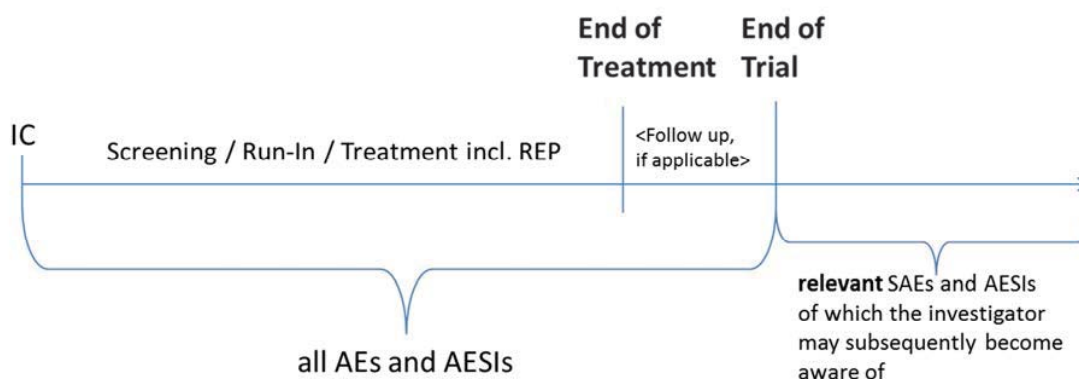 End of
Treatment
End of
Trial
IC
Screening / Run-In / Treatment incl. REP
<Follow up,
if applicable>
all AEs and AESIs
relevant SAEs and AESIs
of which the investigator
may subsequently become
aware of